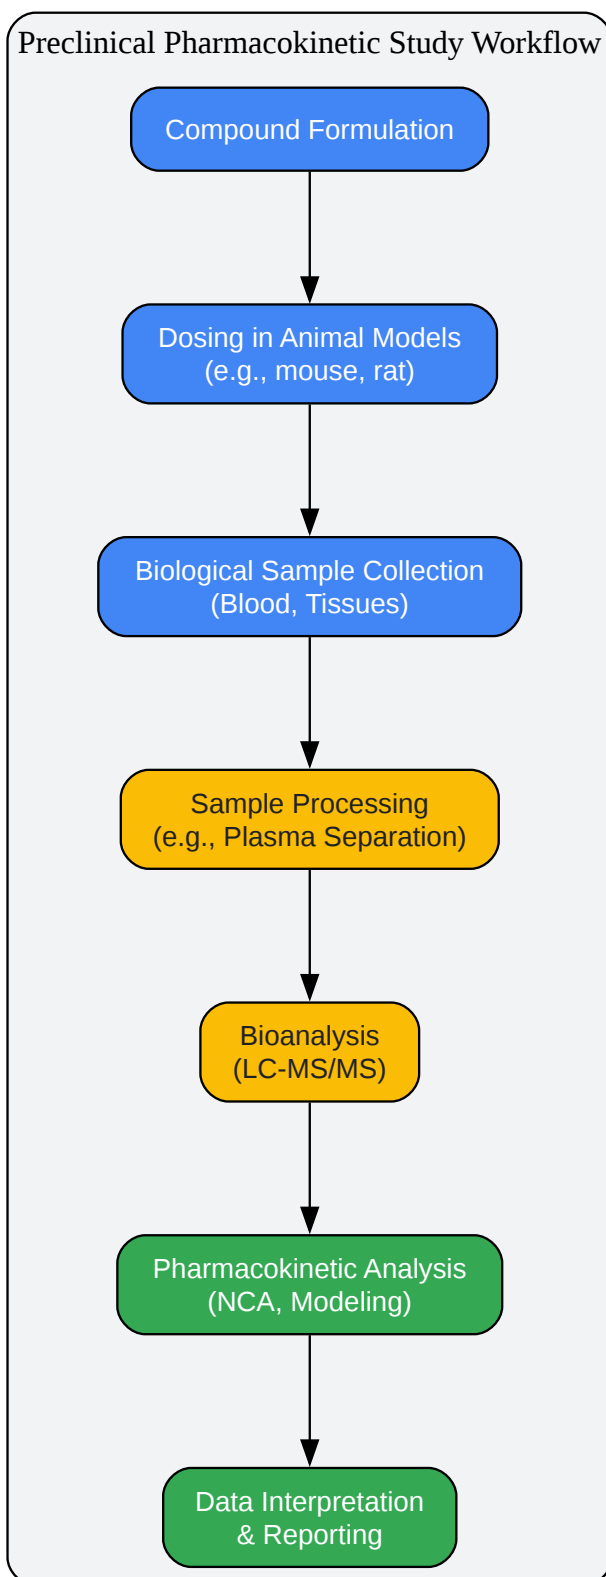 Preclinical Pharmacokinetic Study Workflow
Compound Formulation
Dosing in Animal Models
(e.g., mouse, rat)
Biological Sample Collection
(Blood, Tissues)
Sample Processing
(e.g., Plasma Separation)
Bioanalysis
(LC-MS/MS)
Pharmacokinetic Analysis
(NCA, Modeling)
Data Interpretation
& Reporting